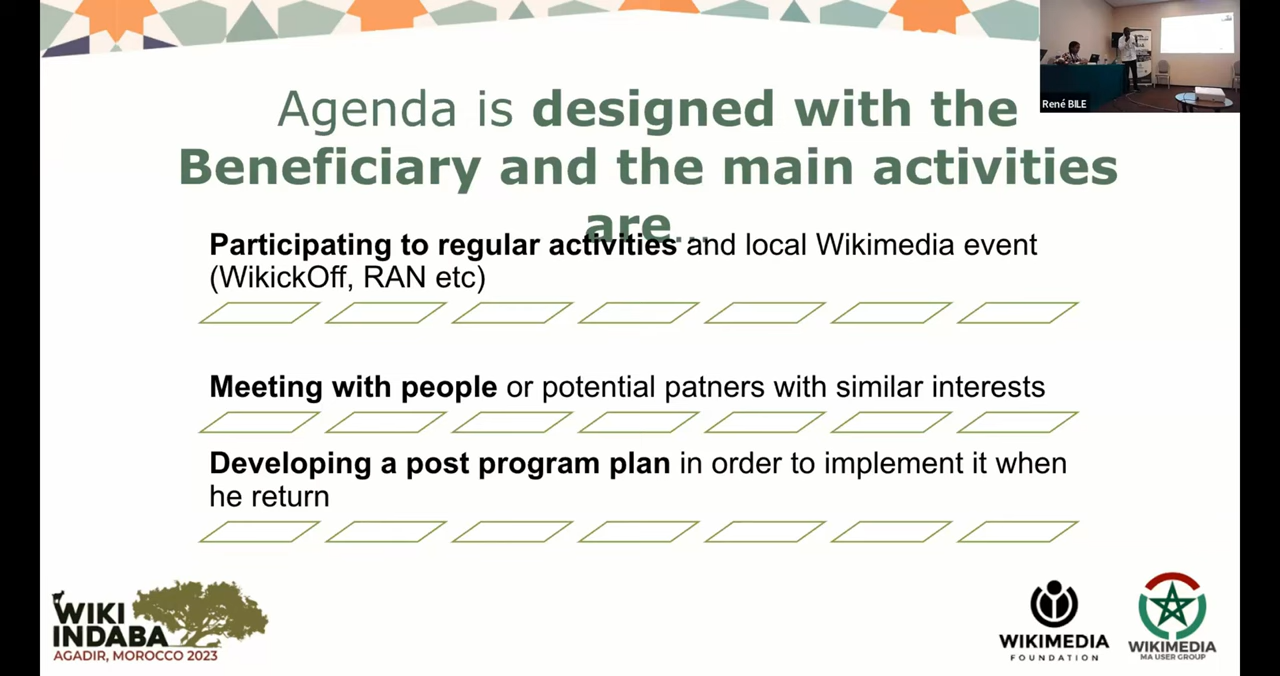 René BILE
Agenda is designed with the
Beneficiary and the main activities
are...
Participating to regular activities and local Wikimedia event
(WikickOff, RAN etc)
Meeting with people or potential patners with similar interests
Developing a post program plan in order to implement it when
he return
WIKI
INDABA
AGADIR, MOROCCO 2023
WIKIMEDIA
FOUNDATION
WIKIMEDIA
MA USER GROUP